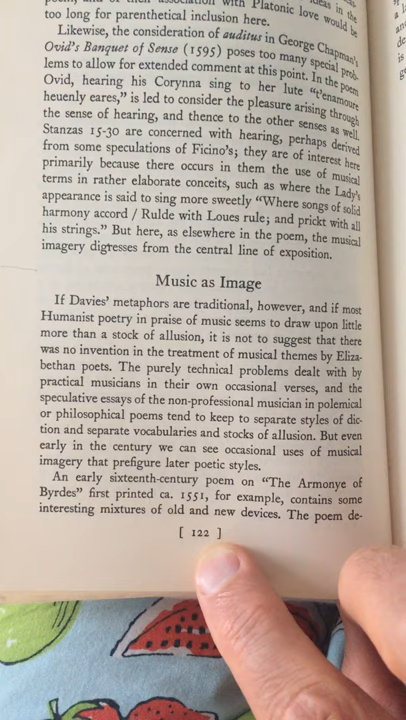 with Platonic love would be
too long for parenthetical inclusion here.
Likewise, the consideration of auditus in George Chapman's
Ovid's Banquet of Sense (1595) poses too many special prob-
lems to allow for extended comment at this point. In the poem
Ovid, hearing his Corynna sing to her lute "t'enamoure
heuenly eares," is led to consider the pleasure arising through
the sense of hearing, and thence to the other senses as well.
Stanzas 15-30 are concerned with hearing, perhaps derived
from some speculations of Ficino's; they are of interest here
primarily because there occurs in them the use of musical
terms in rather elaborate conceits, such as where the Lady's
appearance is said to sing more sweetly "Where songs of solid
harmony accord / Rulde with Loues rule; and prickt with all
his strings." But here, as elsewhere in the poem, the musical
imagery digresses from the central line of exposition.
Music as Image
If Davies' metaphors are traditional, however, and if most
Humanist poetry in praise of music seems to draw upon little
more than a stock of allusion, it is not to suggest that there
was no invention in the treatment of musical themes by Eliza-
bethan poets. The purely technical problems dealt with by
practical musicians in their own occasional verses, and the
speculative essays of the non-professional musician in polemical
or philosophical poems tend to keep to separate styles of dic-
tion and separate vocabularies and stocks of allusion. But even
early in the century we can see occasional uses of musical
imagery that prefigure later poetic styles.
An early sixteenth-century poem on "The Armonye of
Byrdes" first printed ca. 1551, for example, contains some
interesting mixtures of old and new devices. The poem de-
[ 122 ]